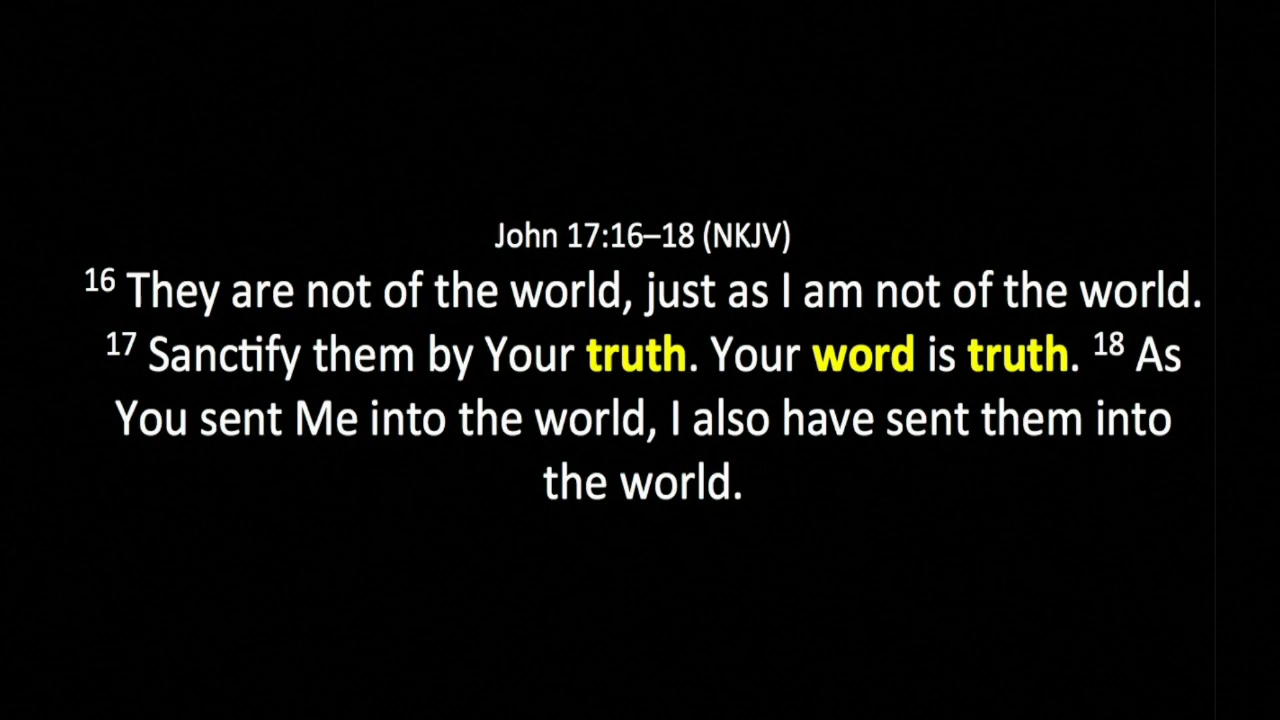 John 17:16–18 (NKJV)
16 They are not of the world, just as I am not of the world.
17 Sanctify them by Your truth. Your word is truth. 18 As
You sent Me into the world, I also have sent them into
the world.